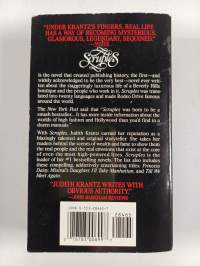 "UNDER KRANTZ'S FINGERS, REAL LIFE
HAS A WAY OF BECOMING MYSTERIOUS,
GLAMOROUS, LEGENDARY,
Scruples
is the novel that created publishing history, the first—and
widely acknowledged to be the very best—novel ever writ-
ten about the staggeringly luxurious life of a Beverly Hills
boutique and the people who work in it. Scruples was trans-
lated into twenty languages and made Rodeo Drive famous
around the world.
The New York Post said that "Scruples was born to be a
smash bestseller...It has more inside information about the
worlds of high fashion and Hollywood than you'll find in a
dozen manuals."
With Scruples, Judith Krantz earned her reputation as a
blazingly talented and original storyteller. She takes her
readers behind the scenes of wealth and fame to show them
the real people and the real emotions that exist at the core
of even the most high-powered lives. Scruples is the in-
sider of her #1 bestselling novels. The list also includes
these compelling, addictively entertaining titles: Princess
Daisy, Mistral's Daughter, I'll Take Manhattan, and Till We
Meet Again.
"JUDITH KRANTZ WRITES WITH
OBVIOUS AUTHORITY."
—JOHN BARKHAM REVIEWS